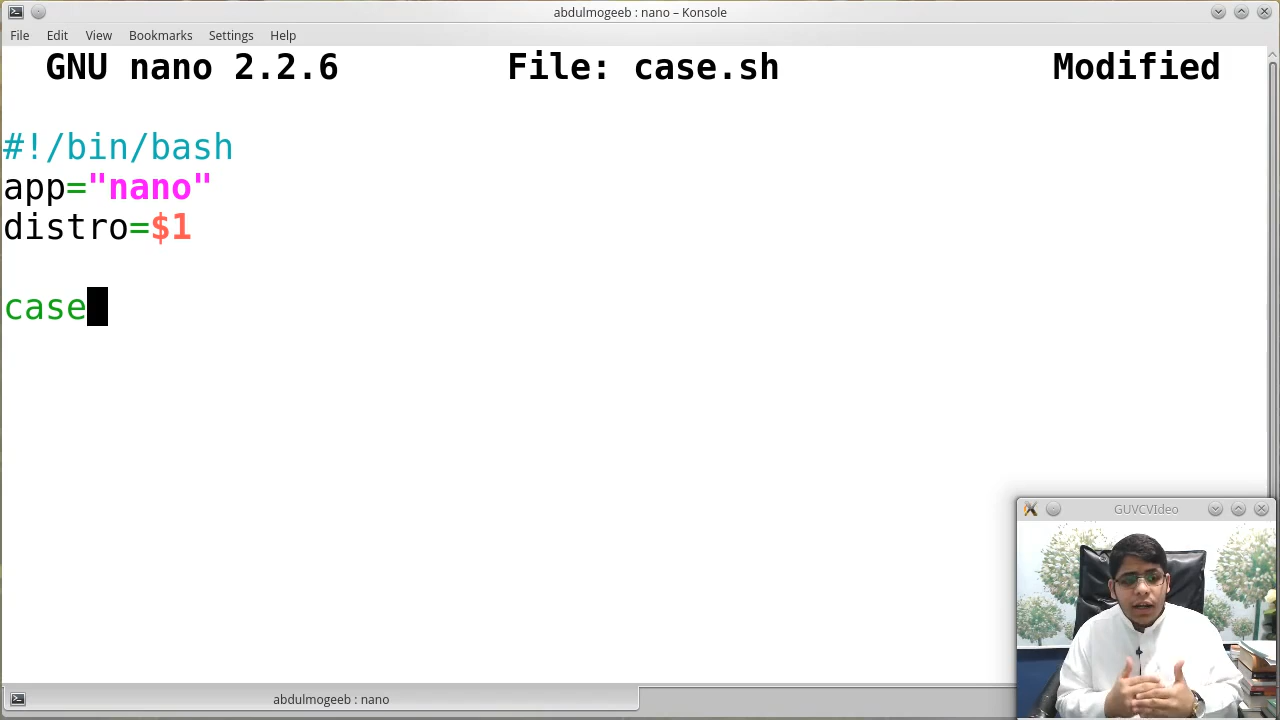 abdulmogeeb : nano – Konsole
File Edit View Bookmarks Settings Help
GNU nano 2.2.6 File: case.sh Modified
#!/bin/bash
app="nano"
distro=$1
case
GUVCVIdeo
abdulmogeeb : nano